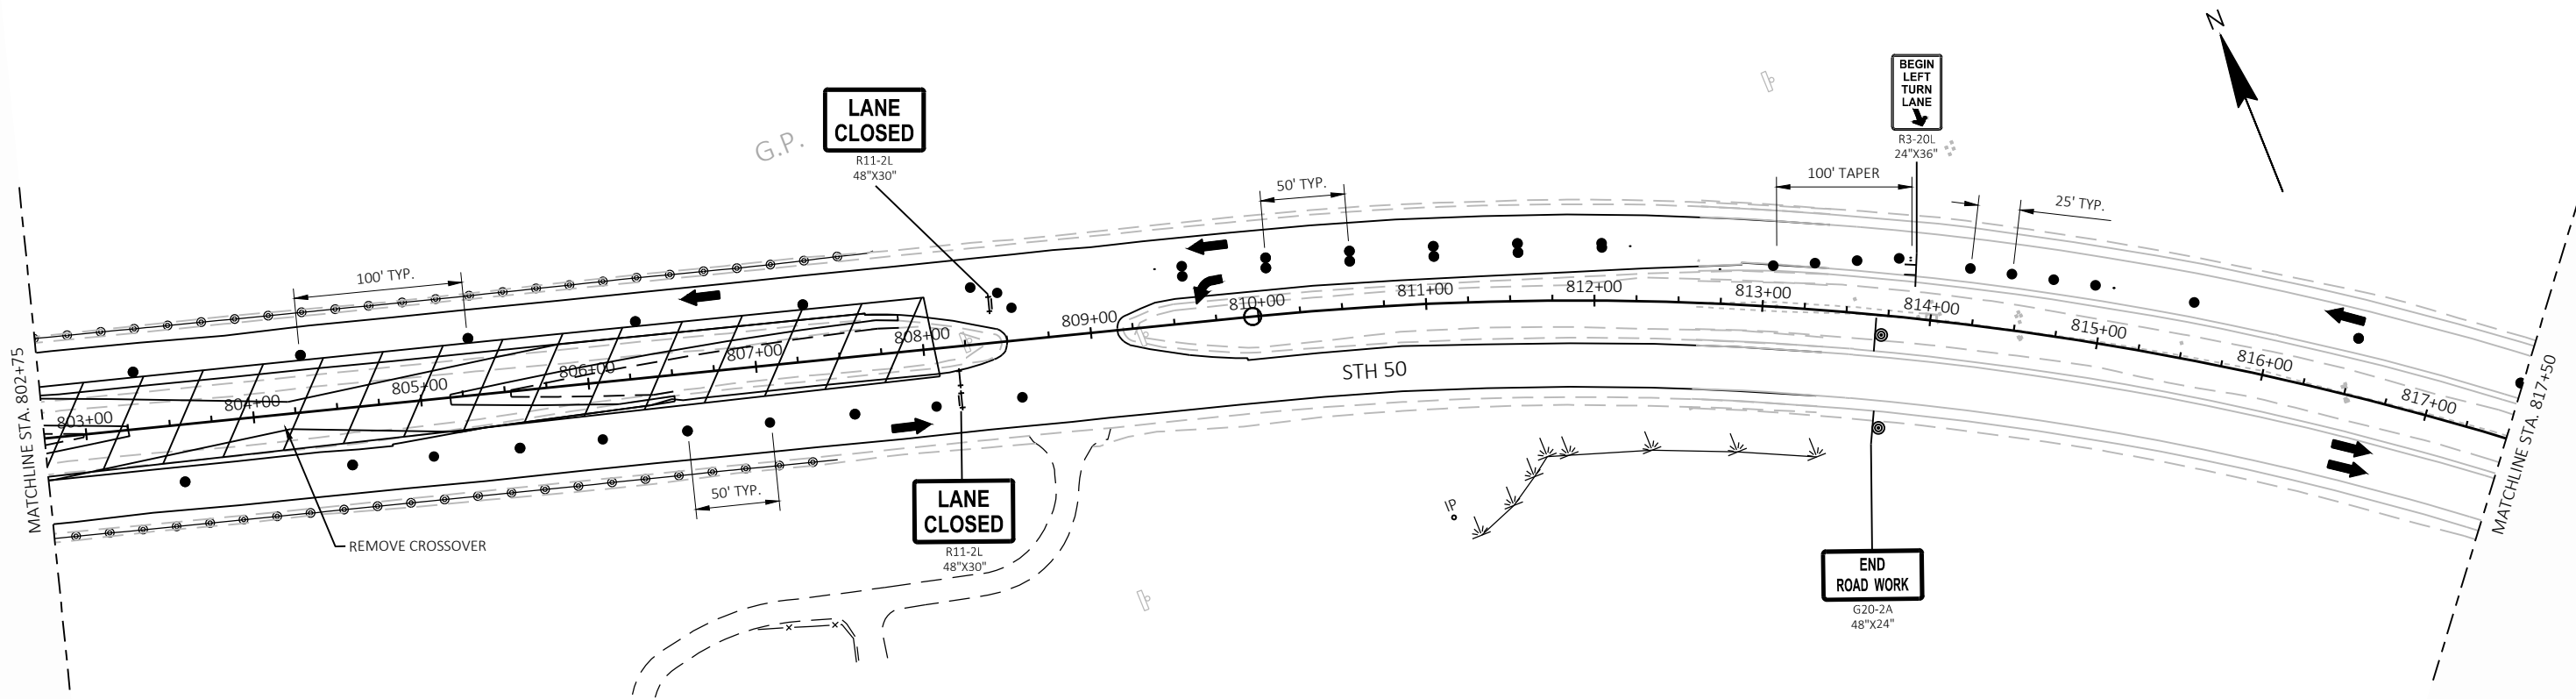 N
BEGIN
LEFT
TURN
LANE
R3-20L
24"X36"
LANE
CLOSED
R11-2L
48"X30"
G.P.
100' TAPER
50' TYP.
25' TYP.
100' TYP.
MATCHLINE STA. 802+75
803+00
804+00
805+00
806+00
807+00
808+00
809+00
810+00
811+00
812+00
813+00
814+00
815+00
816+00
817+00
MATCHLINE STA. 817+50
STH 50
50' TYP.
REMOVE CROSSOVER
LANE
CLOSED
R11-2L
48"X30"
IP
END
ROAD WORK
G20-2A
48"X24"